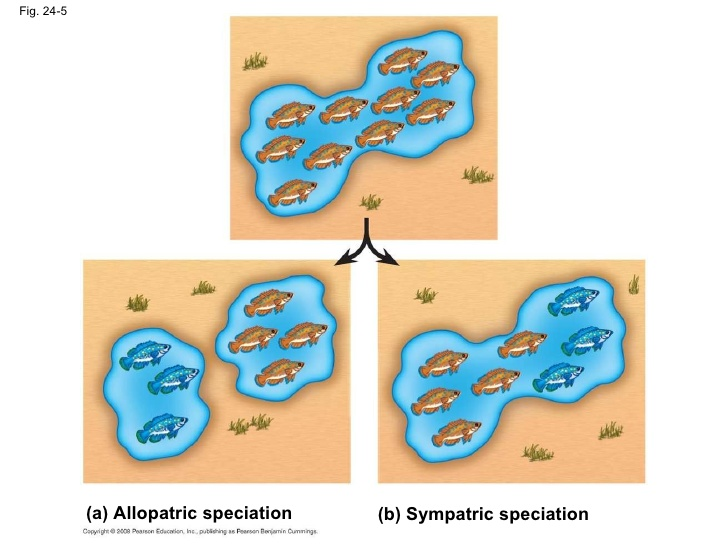 Fig. 24-5
(a) Allopatric speciation
(b) Sympatric speciation
Copyright © 2008 Pearson Education, Inc., publishing as Pearson Benjamin Cummings.